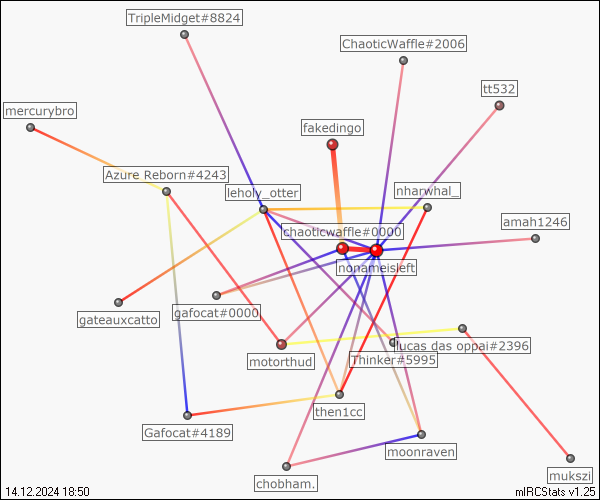 TripleMidget#8824
ChaoticWaffle#2006
tt532
mercurybro
fakedingo
Azure Reborn#4243
leholy_otter
nharwhal_
chaoticwaffle#0000
amah1246
nonameisleft
gafocat#0000
gateauxcatto
lucas das oppai#2396
motorthud
Thinker#5995
then1cc
Gafocat#4189
moonraven
chobham.
mukszi
14.12.2024 18:50
mIRCStats v1.25